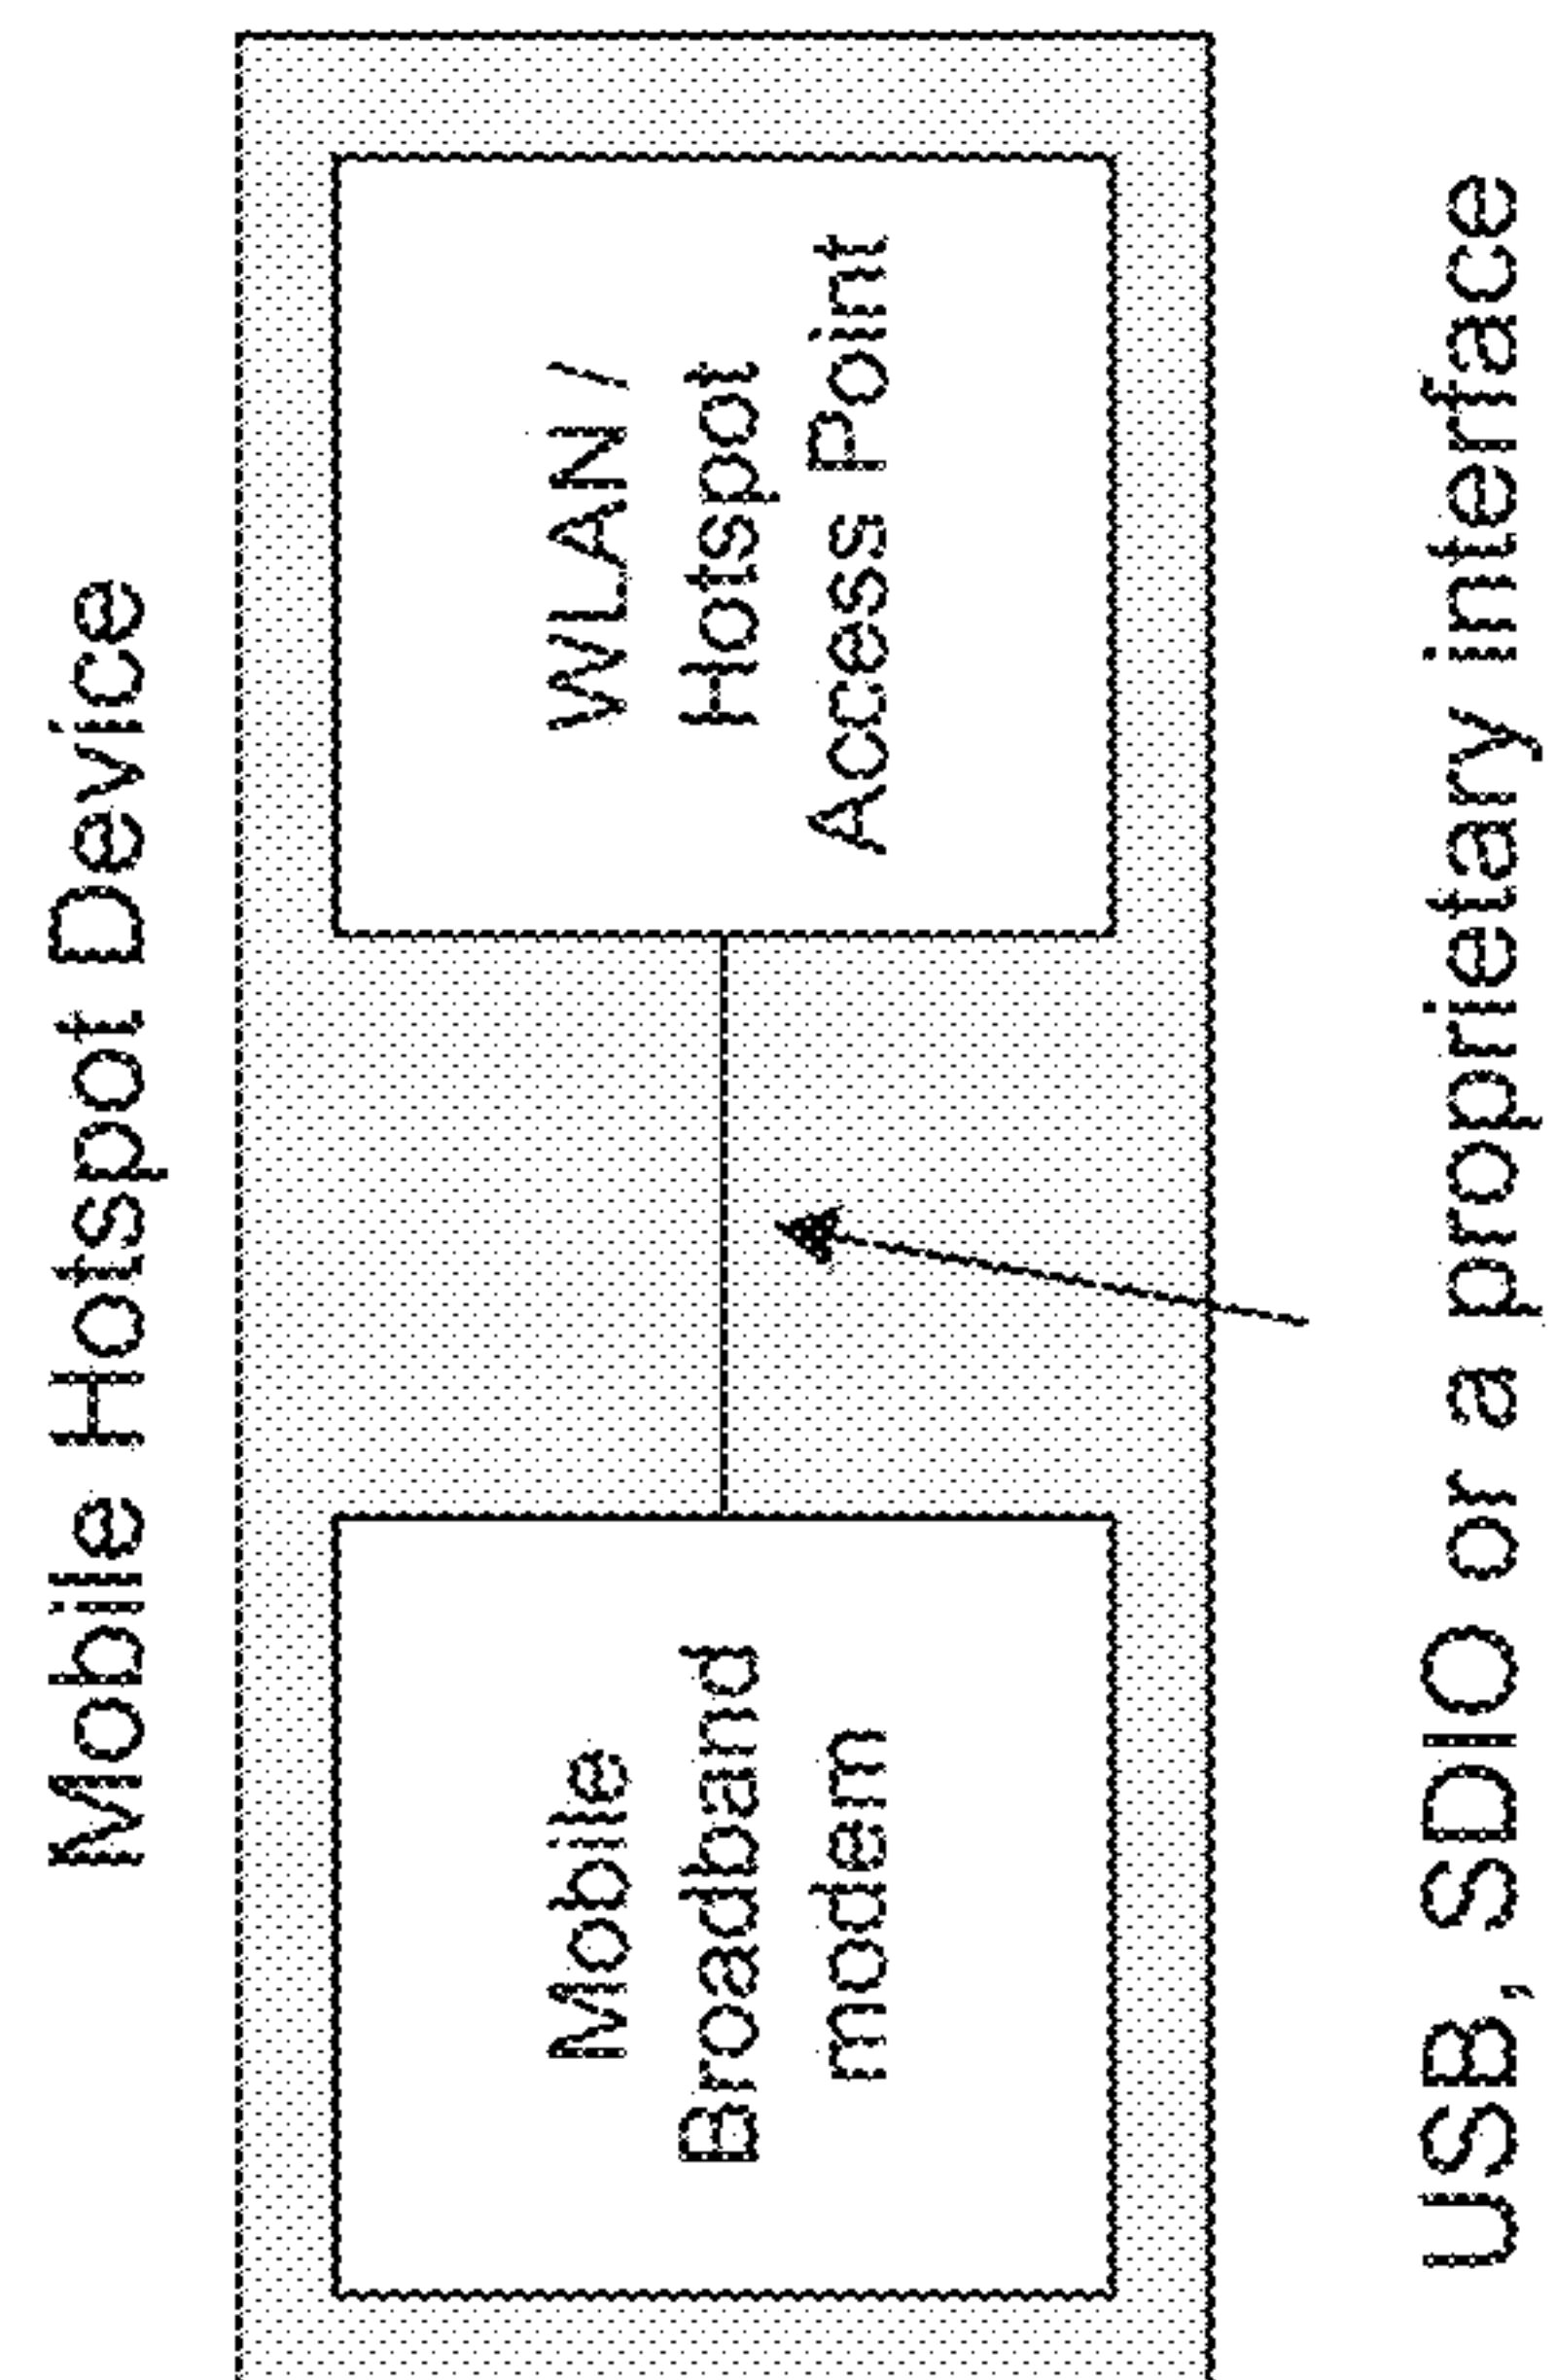 Mobile Hotspot Device
Mobile
Broadband
modem
WLAN /
Hotspot
Access Point
USB, SDIO or a proprietary interface